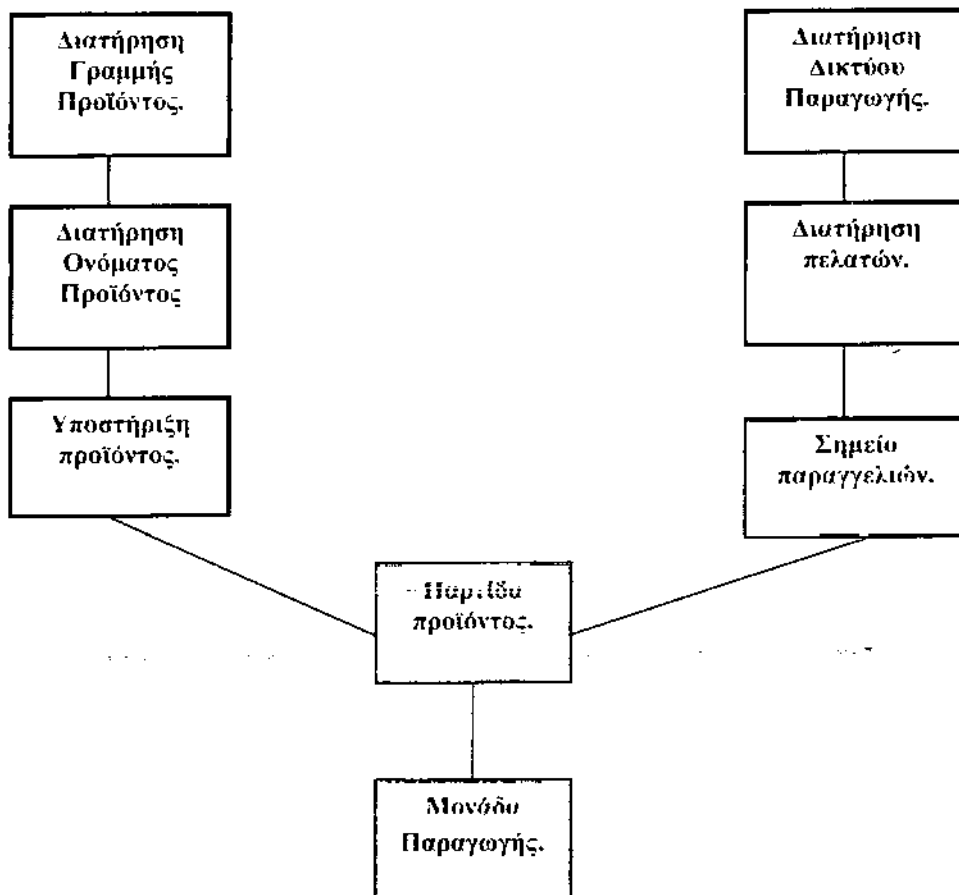 Διατήρηση
Γραμμής
Προϊόντος.
Διατήρηση
Ονόματος
Προϊόντος
Υποστήριξη
προϊόντος.
Διατήρηση
Δικτύου
Παραγωγής.
Διατήρηση
πελατών.
Σημείο
παραγγελιών.
Παρτίδα
προϊόντος.
Μονάδα
Παραγωγής.